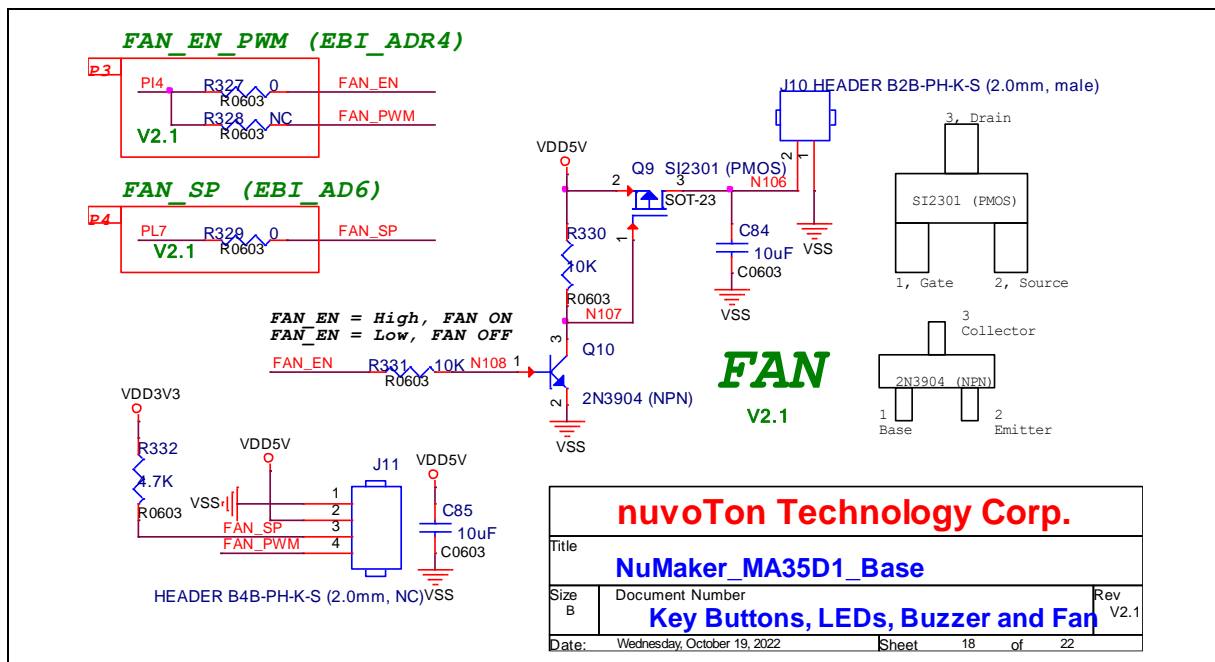 FAN_EN_PWM (EBI_ADR4)
P3
PI4
R327 0
R0603
FAN_EN
R328 NC
R0603
FAN_PWM
V2.1
FAN_SP (EBI_AD6)
P4
PL7
R329 0
R0603
FAN_SP
V2.1
J10 HEADER B2B-PH-K-S (2.0mm, male)
2
1
VSS
VDD5V
Q9 SI2301 (PMOS)
2
3
N106
SOT-23
1
R330
10K
R0603
N107
C84
10uF
C0603
VSS
3, Drain
SI2301 (PMOS)
1, Gate
2, Source
FAN_EN = High, FAN ON
FAN_EN = Low, FAN OFF
FAN_EN
R331 10K
R0603
N108
1
3
Q10
2
2N3904 (NPN)
VSS
FAN
V2.1
3
Collector
2N3904 (NPN)
1
Base
2
Emitter
VDD3V3
R332
4.7K
R0603
VDD5V
VSS
FAN_SP
FAN_PWM
1
2
3
4
J11
HEADER B4B-PH-K-S (2.0mm, NC)
VDD5V
C85
10uF
C0603
VSS
nuvoTon Technology Corp.
Title
NuMaker_MA35D1_Base
Size
B
Document Number
Key Buttons, LEDs, Buzzer and Fan
Rev
V2.1
Date: Wednesday, October 19, 2022
Sheet 18 of 22